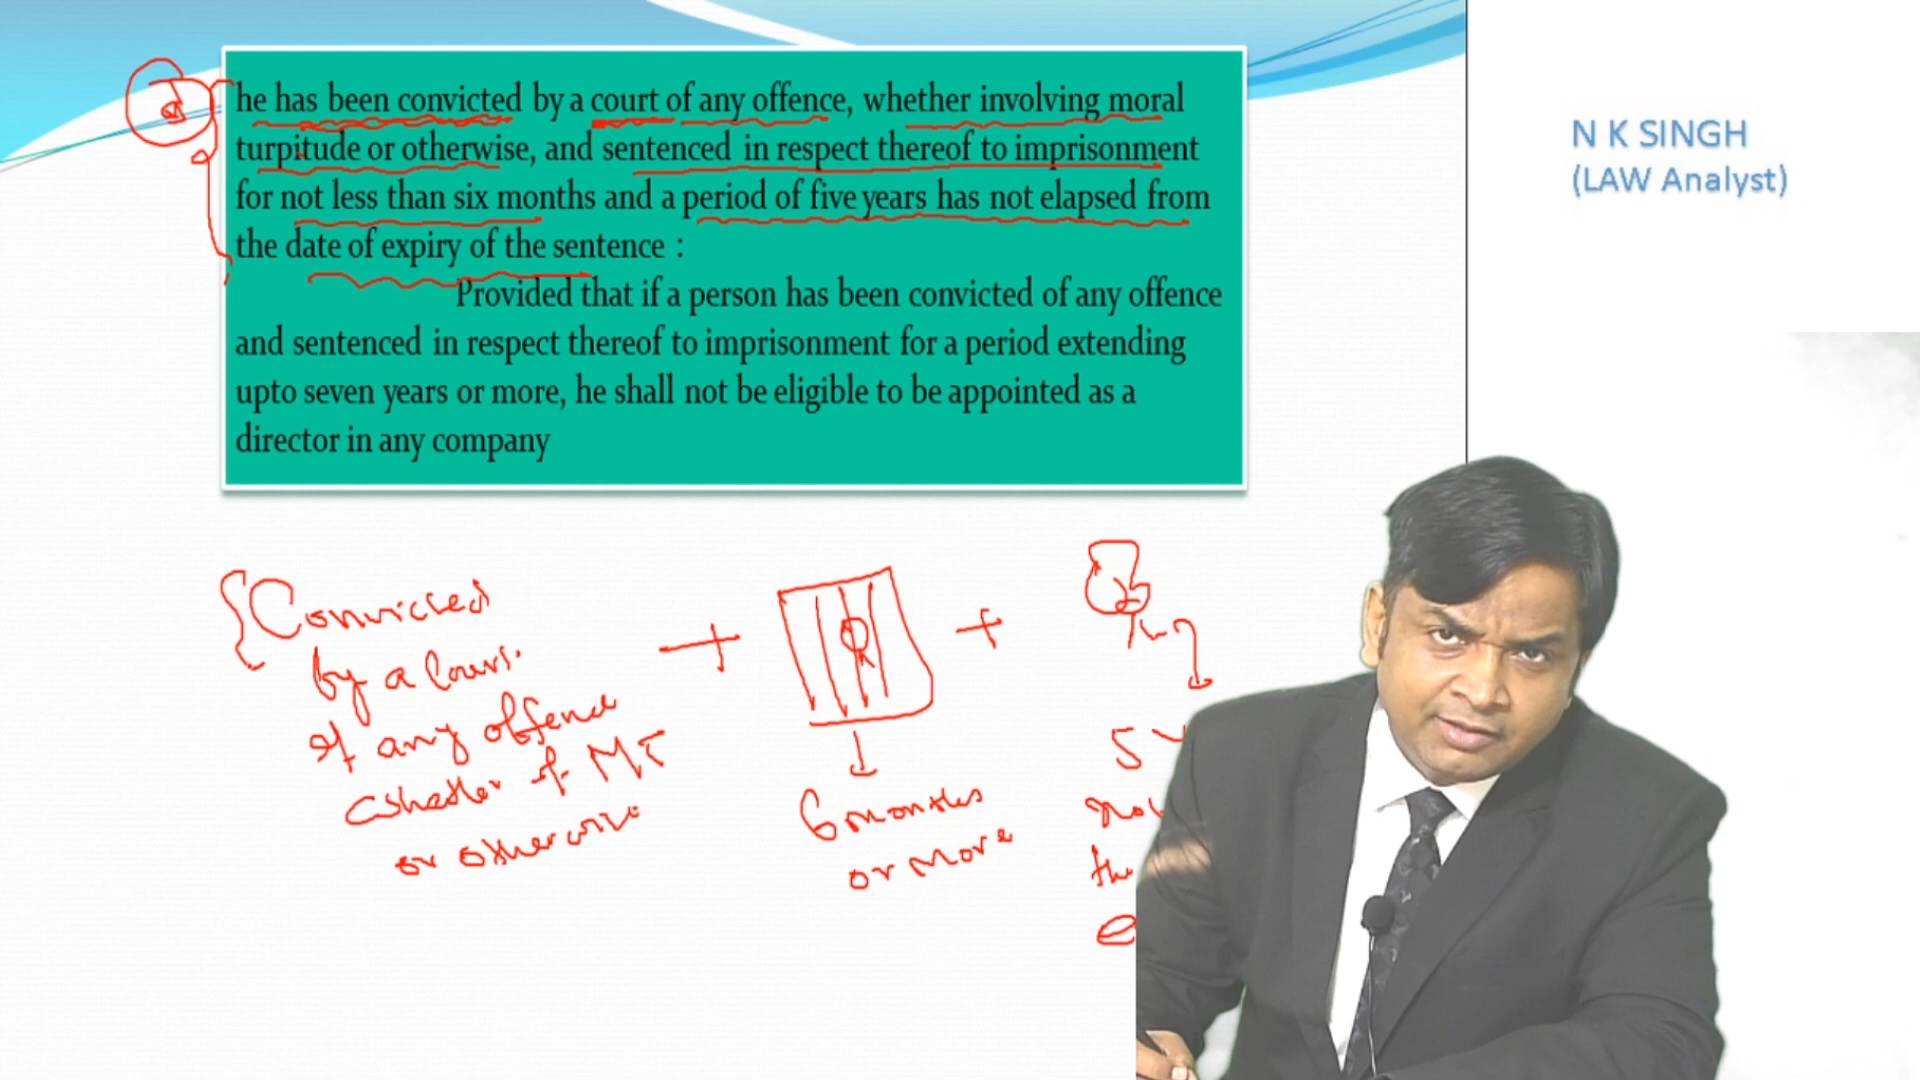 d
he has been convicted by a court of any offence, whether involving moral
turpitude or otherwise, and sentenced in respect thereof to imprisonment
for not less than six months and a period of five years has not elapsed from
the date of expiry of the sentence :
Provided that if a person has been convicted of any offence
and sentenced in respect thereof to imprisonment for a period extending
upto seven years or more, he shall not be eligible to be appointed as a
director in any company
N K SINGH
(LAW Analyst)
Convicted
by a Court.
of any offence
whether of MT
or otherwise
+
6 months
or more
+
5
the